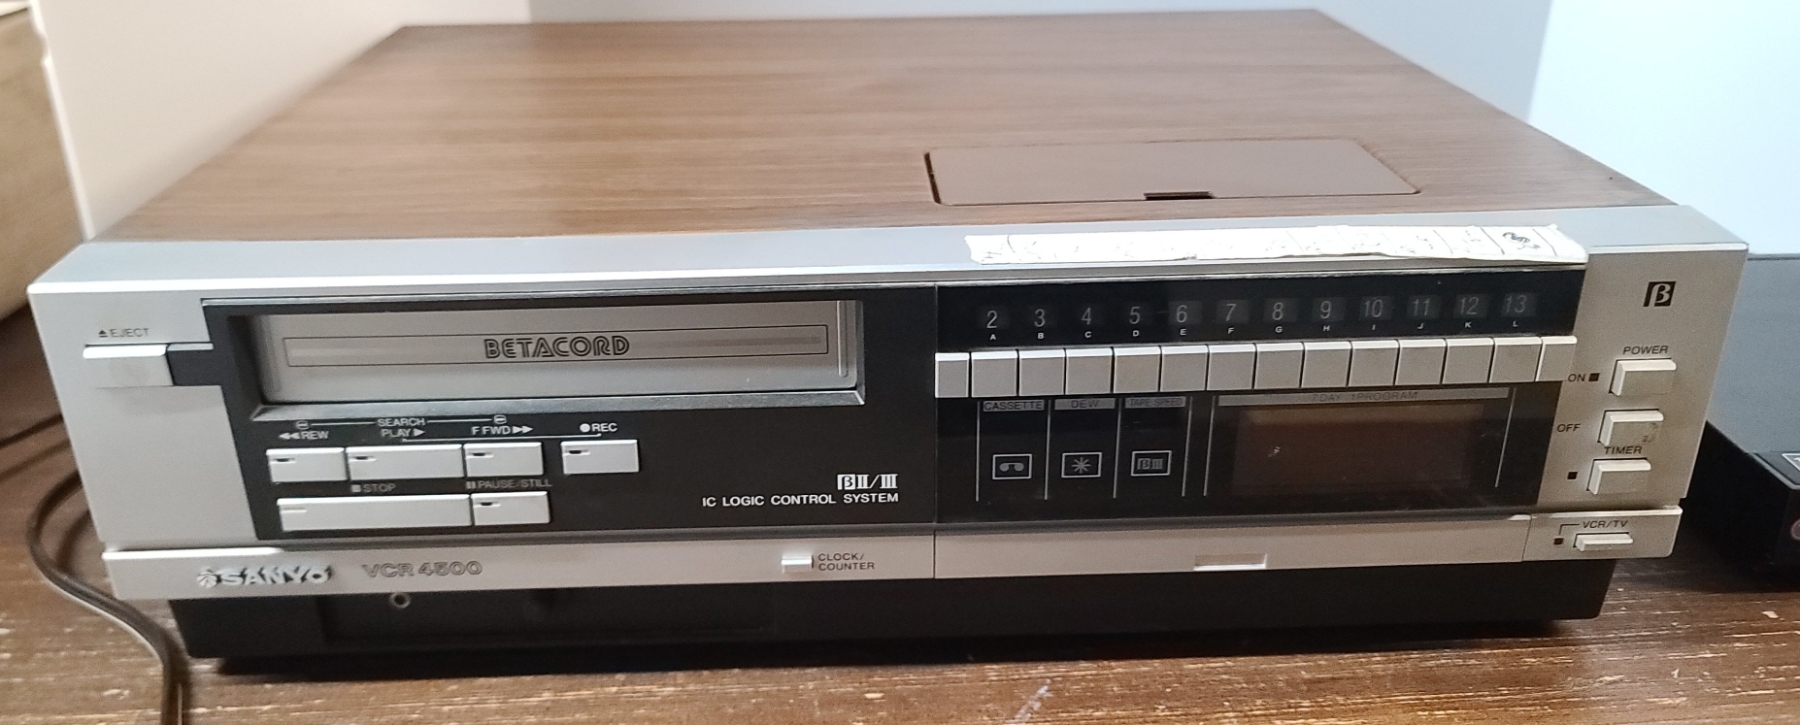 ▲EJECT
BETACORD
SEARCH
◀◀REW PLAY▶ F FWD▶▶ ●REC
■STOP ▮▮PAUSE/STILL
βII/III
IC LOGIC CONTROL SYSTEM
2 3 4 5 6 7 8 9 10 11 12 13
A B C D E F G H I J K L
CASSETTE DEW TAPE SPEED 7DAY 1PROGRAM
βIII
β
POWER
ON
OFF
TIMER
VCR/TV
SANYO VCR 4500
CLOCK/
COUNTER